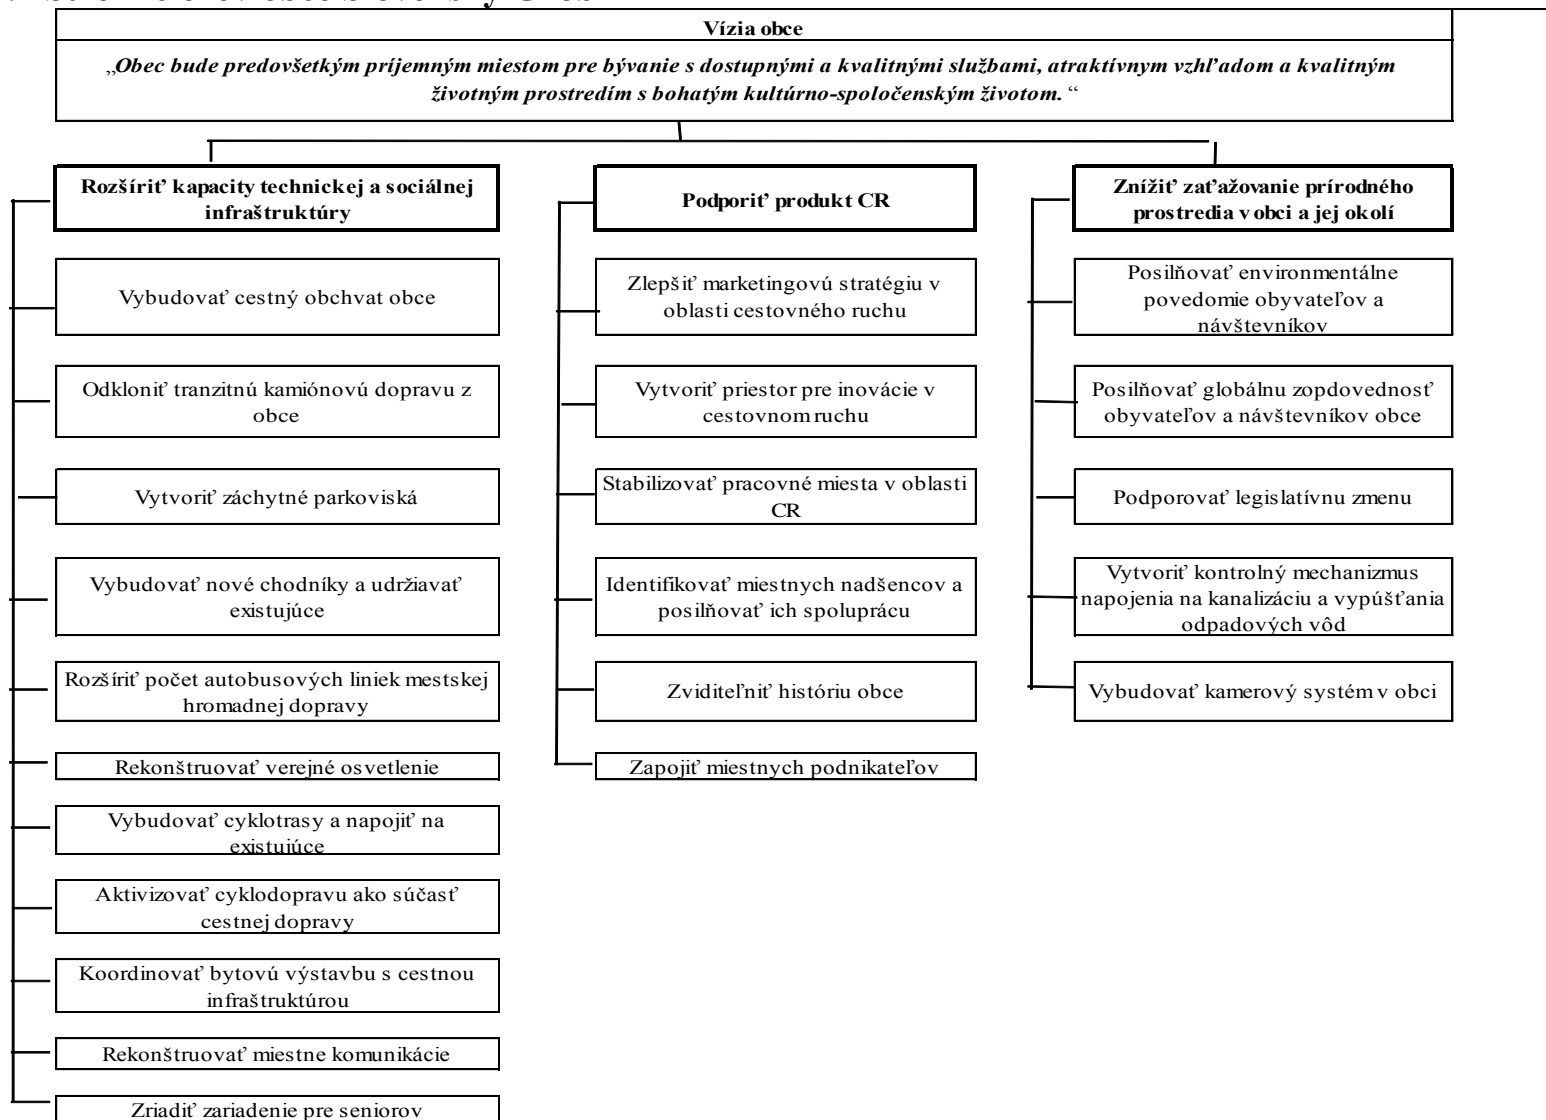 Vízia obce
„Obec bude predovšetkým príjemným miestom pre bývanie s dostupnými a kvalitnými službami, atraktívnym vzhľadom a kvalitným
životným prostredím s bohatým kultúrno-spoločenským životom. “
Rozšíriť kapacity technickej a sociálnej
infraštruktúry
Vybudovať cestný obchvat obce
Odkloniť tranzitnú kamiónovú dopravu z
obce
Vytvoriť záchytné parkoviská
Vybudovať nové chodníky a udržiavať
existujúce
Rozšíriť počet autobusových liniek mestskej
hromadnej dopravy
Rekonštruovať verejné osvetlenie
Vybudovať cyklotrasy a napojiť na
existujúce
Aktivizovať cyklodopravu ako súčasť
cestnej dopravy
Koordinovať bytovú výstavbu s cestnou
infraštruktúrou
Rekonštruovať miestne komunikácie
Zriadiť zariadenie pre seniorov
Podporiť produkt CR
Zlepšiť marketingovú stratégiu v
oblasti cestovného ruchu
Vytvoriť priestor pre inovácie v
cestovnom ruchu
Stabilizovať pracovné miesta v oblasti
CR
Identifikovať miestnych nadšencov a
posilňovať ich spoluprácu
Zviditeľniť históriu obce
Zapojiť miestnych podnikateľov
Znížiť zaťažovanie prírodného
prostredia v obci a jej okolí
Posilňovať environmentálne
povedomie obyvateľov a
návštevníkov
Posilňovať globálnu zopdovednosť
obyvateľov a návštevníkov obce
Podporovať legislatívnu zmenu
Vytvoriť kontrolný mechanizmus
napojenia na kanalizáciu a vypúšťania
odpadových vôd
Vybudovať kamerový systém v obci